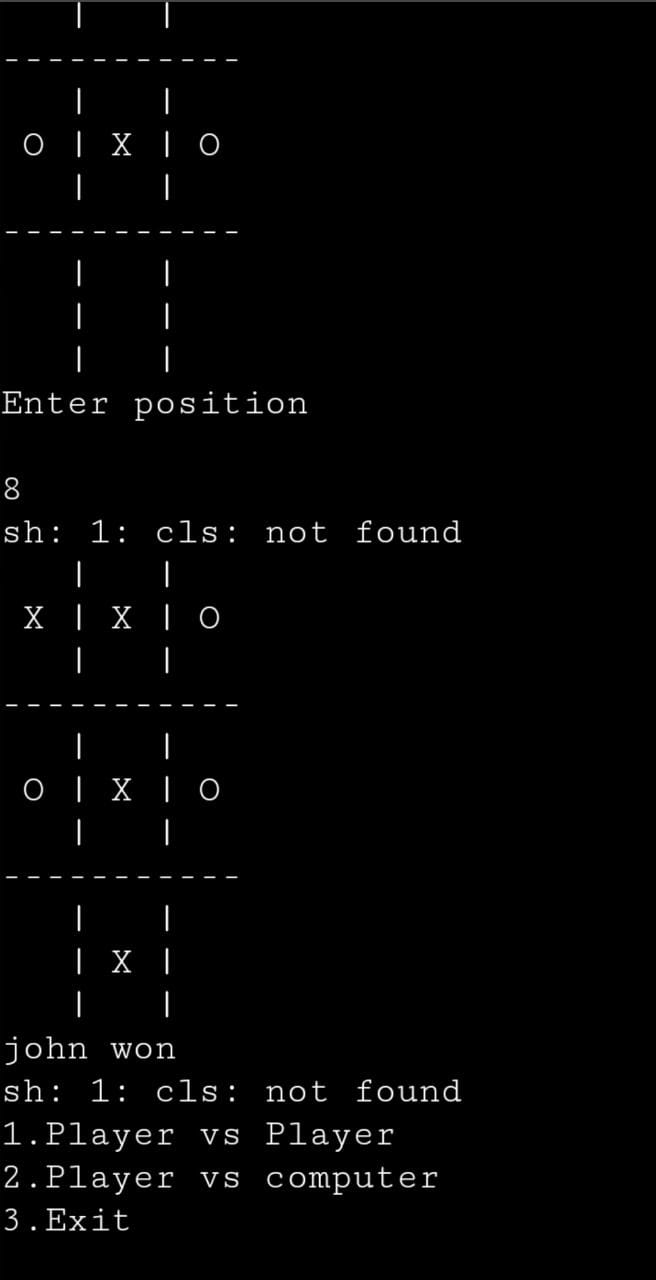 |   |
-----------
    |   |
 O | X | O
    |   |
-----------
    |   |
    |   |
    |   |
Enter position

8
sh: 1: cls: not found
    |   |
 X | X | O
    |   |
-----------
    |   |
 O | X | O
    |   |
-----------
    |   |
    | X |
    |   |
john won
sh: 1: cls: not found
1.Player vs Player
2.Player vs computer
3.Exit